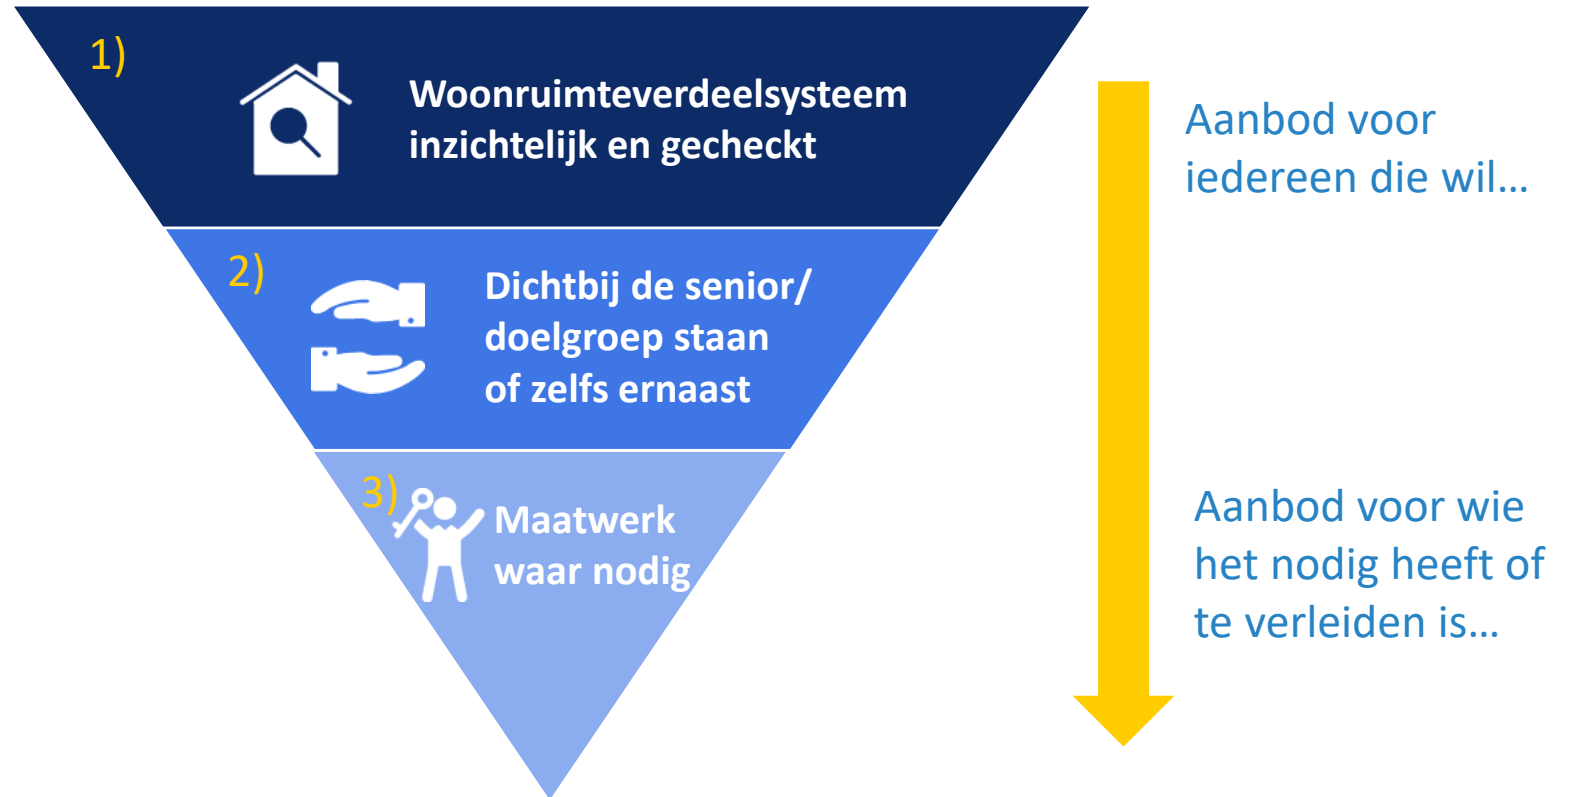 1)
Woonruimteverdeelsysteem
inzichtelijk en gecheckt
2)
Dichtbij de senior/
doelgroep staan
of zelfs ernaast
3)
Maatwerk
waar nodig
Aanbod voor
iedereen die wil...
Aanbod voor wie
het nodig heeft of
te verleiden is...